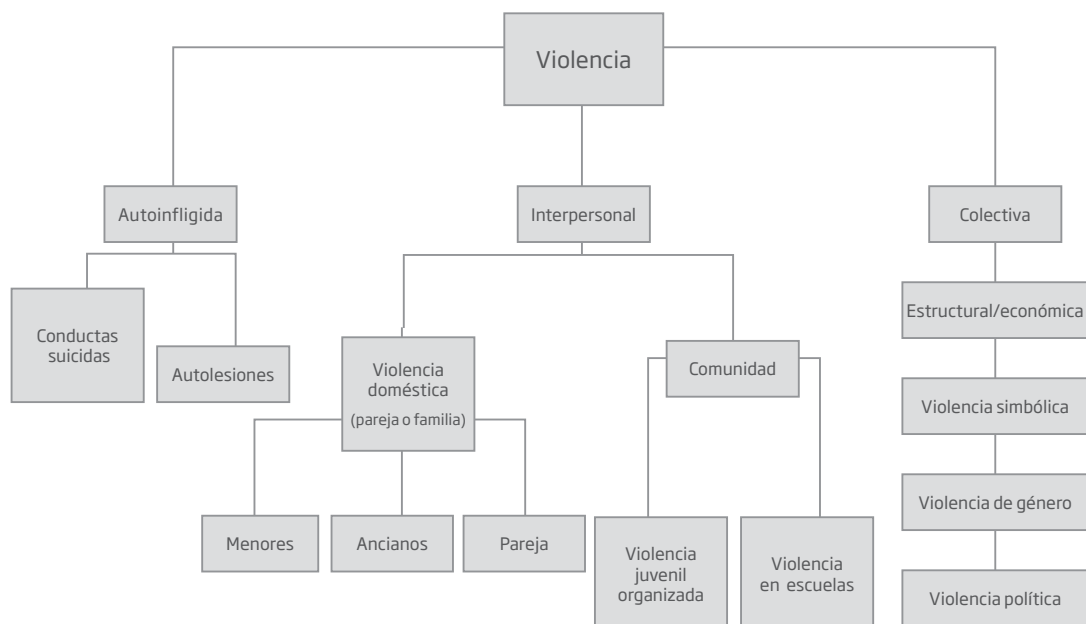 Violencia
Autoinfligida
Interpersonal
Colectiva
Conductas
suicidas
Autolesiones
Violencia
doméstica
(pareja o familia)
Comunidad
Estructural/económica
Violencia simbólica
Violencia de género
Violencia política
Menores
Ancianos
Pareja
Violencia
juvenil
organizada
Violencia
en escuelas